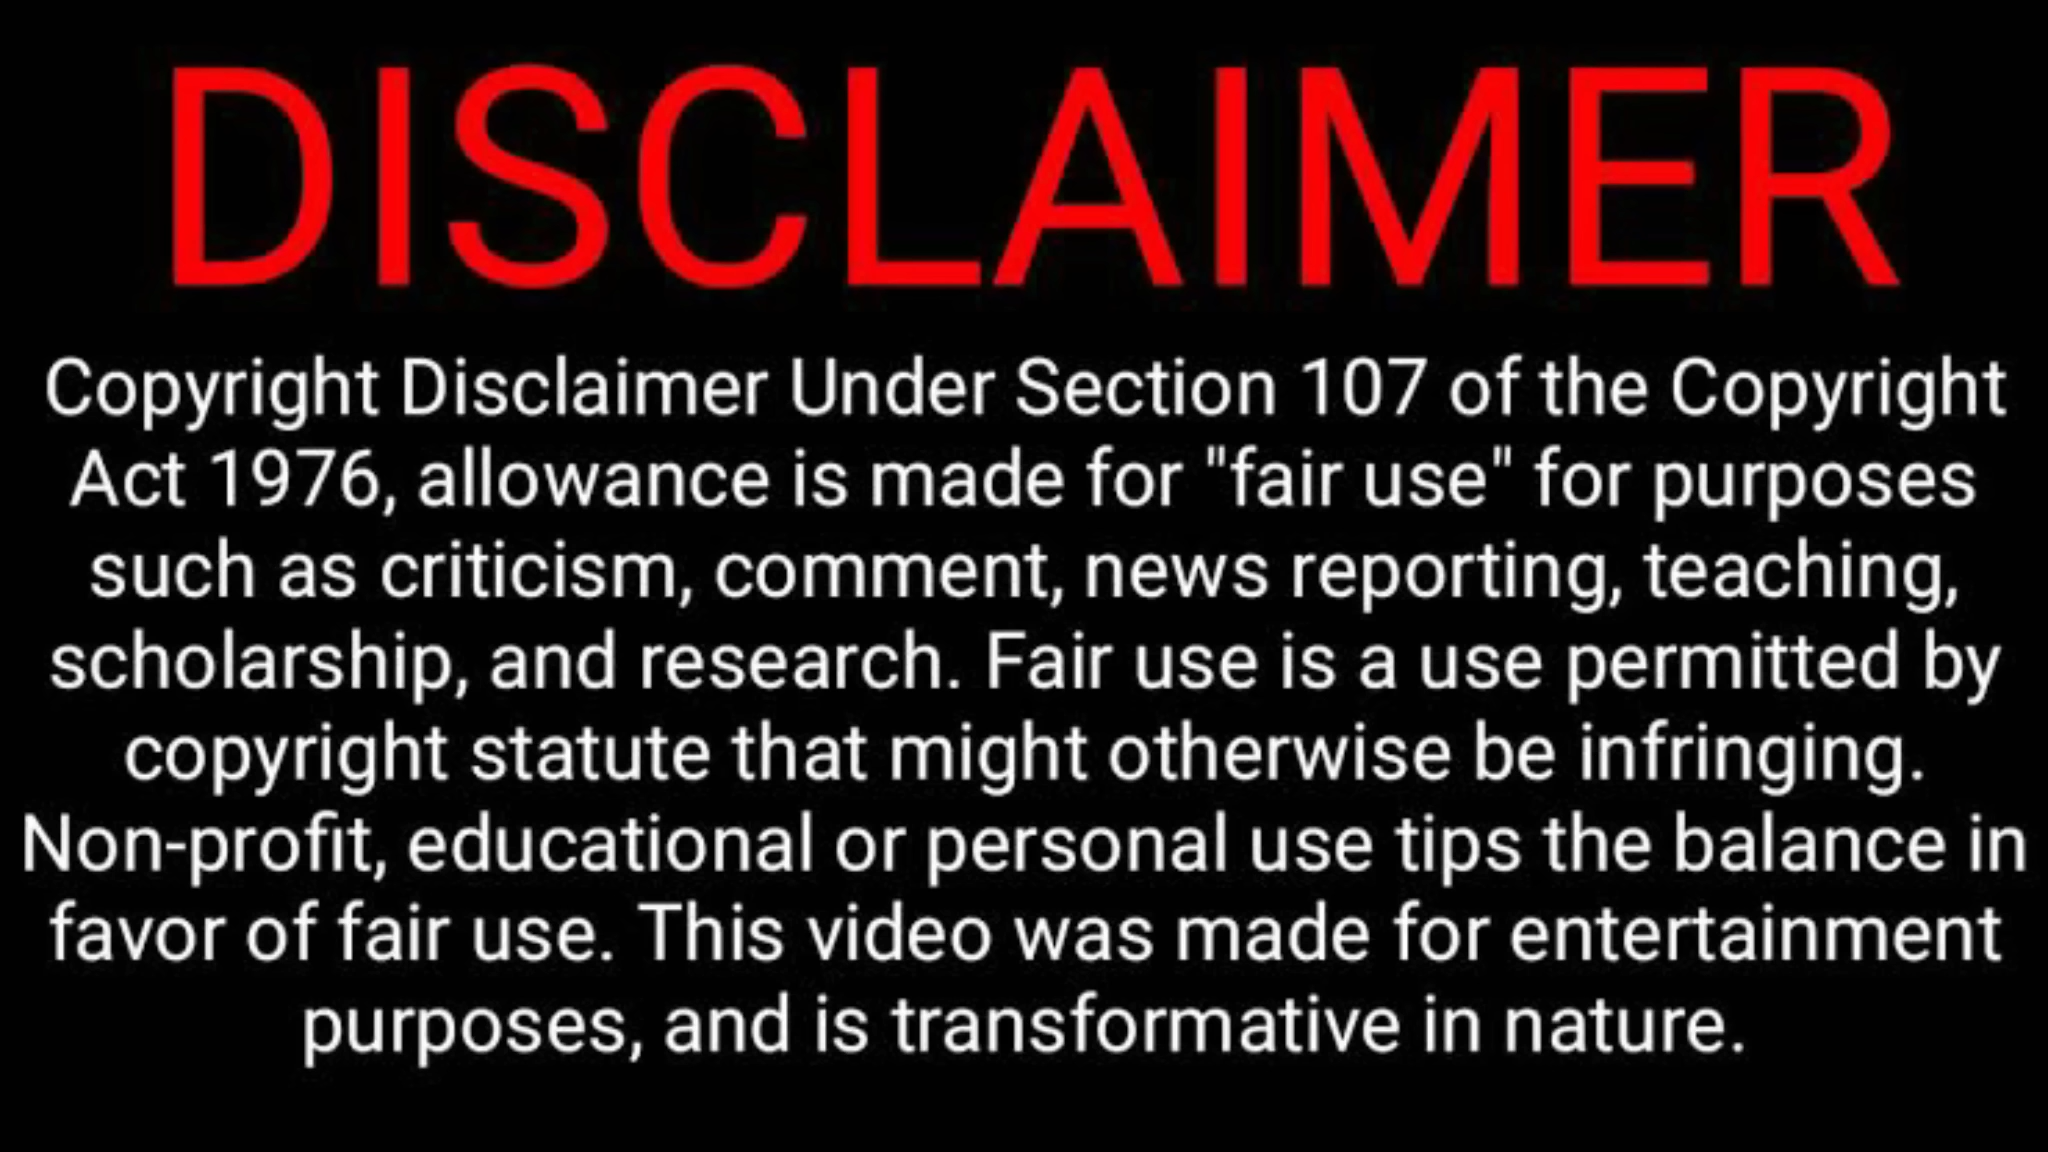 DISCLAIMER
Copyright Disclaimer Under Section 107 of the Copyright
Act 1976, allowance is made for "fair use" for purposes
such as criticism, comment, news reporting, teaching,
scholarship, and research. Fair use is a use permitted by
copyright statute that might otherwise be infringing.
Non-profit, educational or personal use tips the balance in
favor of fair use. This video was made for entertainment
purposes, and is transformative in nature.